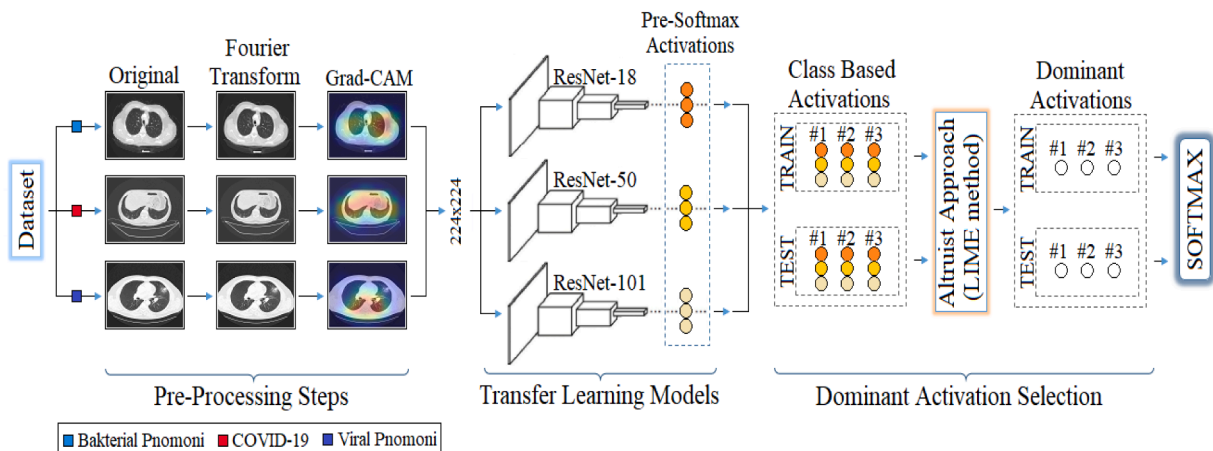 Dataset
Original
Fourier
Transform
Grad-CAM
Pre-Processing Steps
224x224
ResNet-18
ResNet-50
ResNet-101
Pre-Softmax
Activations
Transfer Learning Models
Class Based
Activations
TRAIN
#1 #2 #3
TEST
#1 #2 #3
Altruist Approach
(LIME method)
Dominant
Activations
TRAIN
#1 #2 #3
TEST
#1 #2 #3
SOFTMAX
Dominant Activation Selection
Bakterial Pnomoni COVID-19 Viral Pnomoni